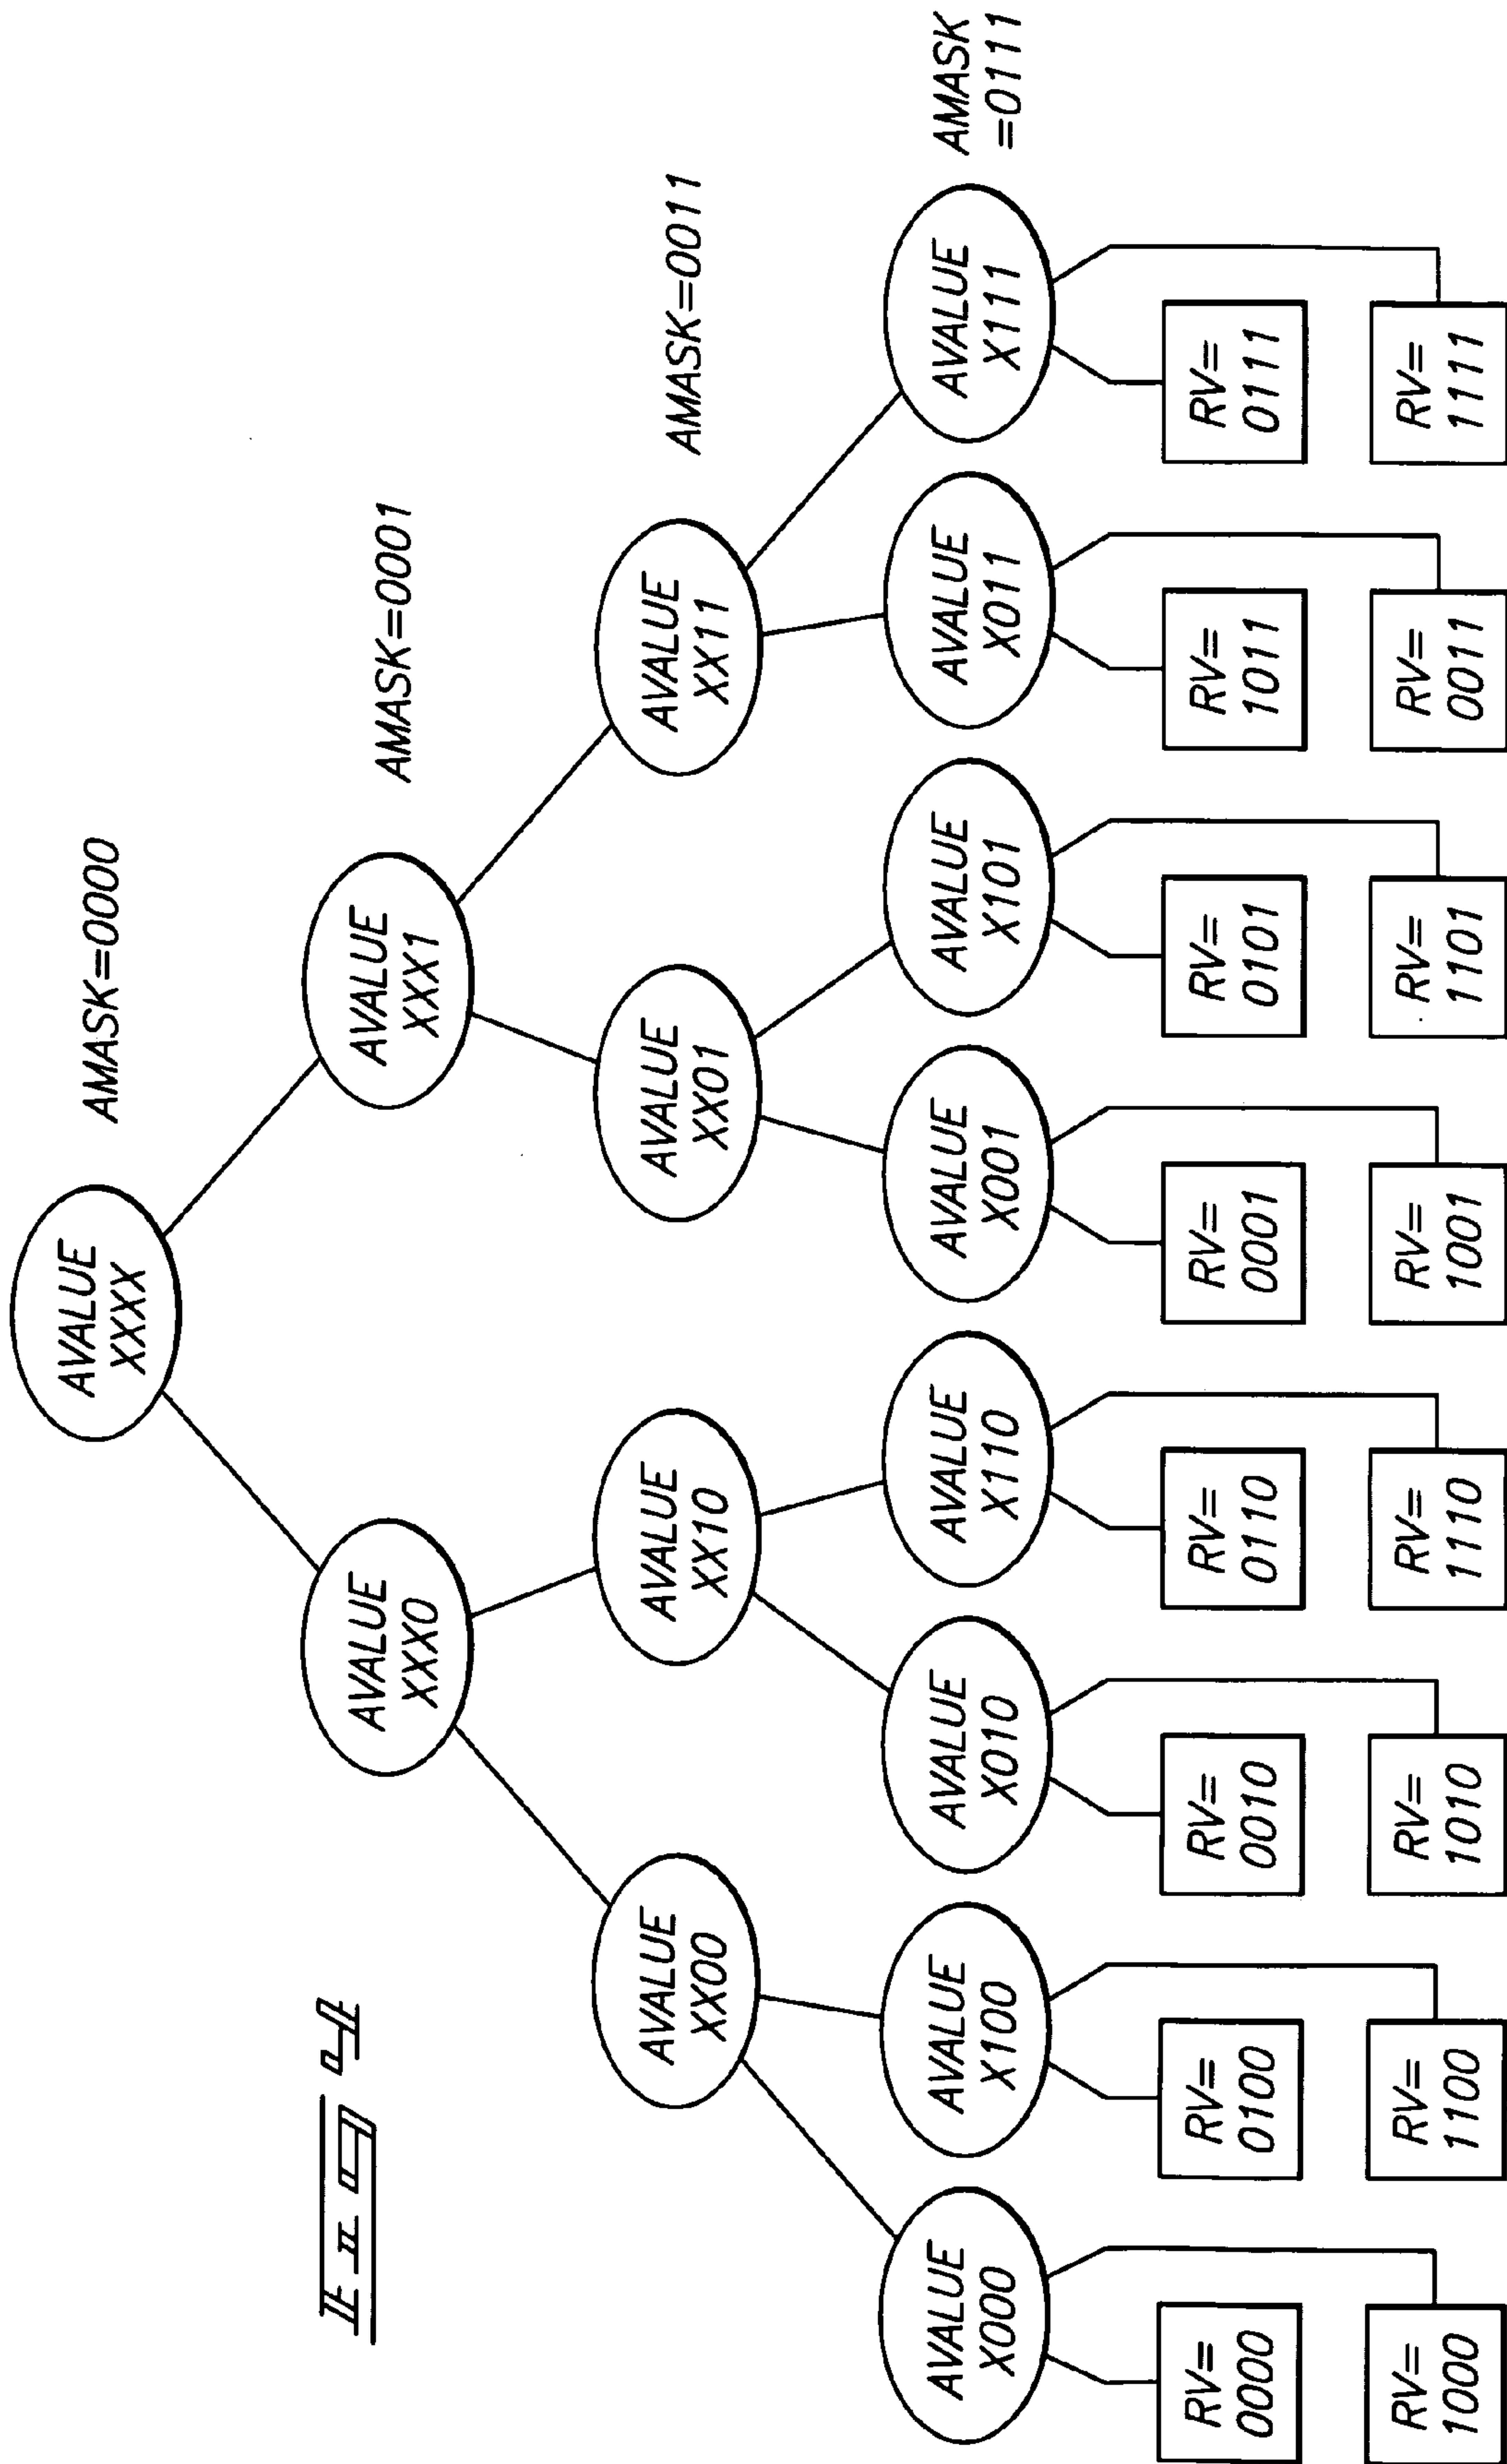 FIG 4
AVALUE
XXXX
AMASK=0000
AVALUE
XXX0
AVALUE
XXX1
AMASK=0001
AVALUE
XX00
AVALUE
XX10
AVALUE
XX01
AVALUE
XX11
AMASK=0011
AVALUE
X000
AVALUE
X100
AVALUE
X010
AVALUE
X110
AVALUE
X001
AVALUE
X101
AVALUE
X011
AVALUE
X111
AMASK
=0111
RV=
0000
RV=
0100
RV=
0010
RV=
0110
RV=
0001
RV=
0101
RV=
1011
RV=
0111
RV=
1000
RV=
1100
RV=
1010
RV=
1110
RV=
1001
RV=
1101
RV=
0011
RV=
1111